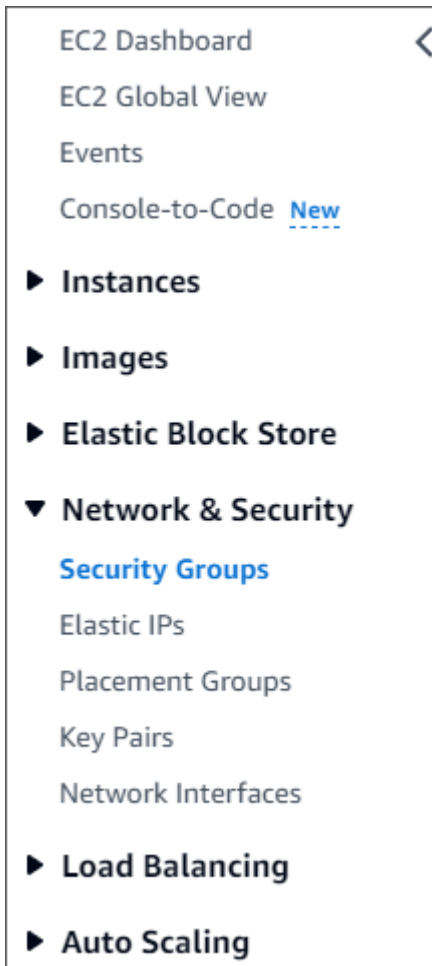 EC2 Dashboard
EC2 Global View
Events
Console-to-Code New
Instances
Images
Elastic Block Store
Network & Security
Security Groups
Elastic IPs
Placement Groups
Key Pairs
Network Interfaces
Load Balancing
Auto Scaling